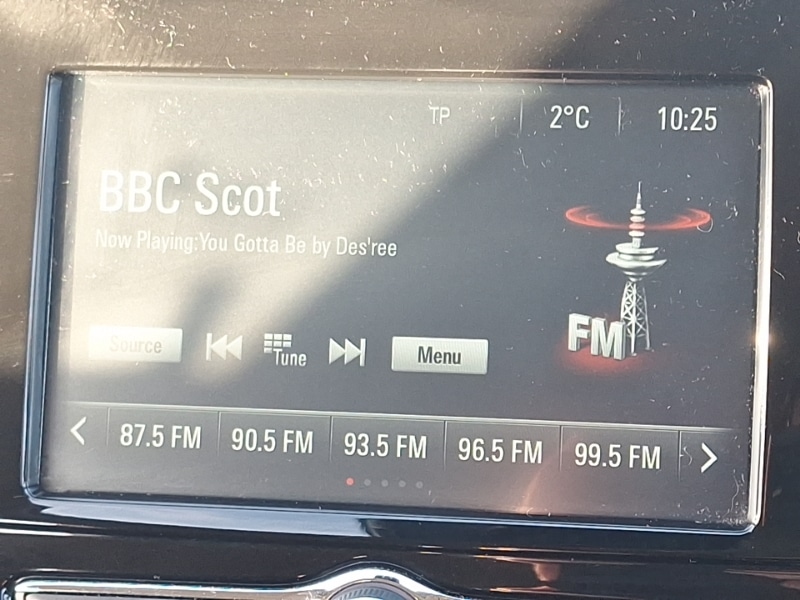 TP 2°C 10:25
BBC Scot
Now Playing:You Gotta Be by Des'ree
FM
Source Tune Menu
87.5 FM 90.5 FM 93.5 FM 96.5 FM 99.5 FM